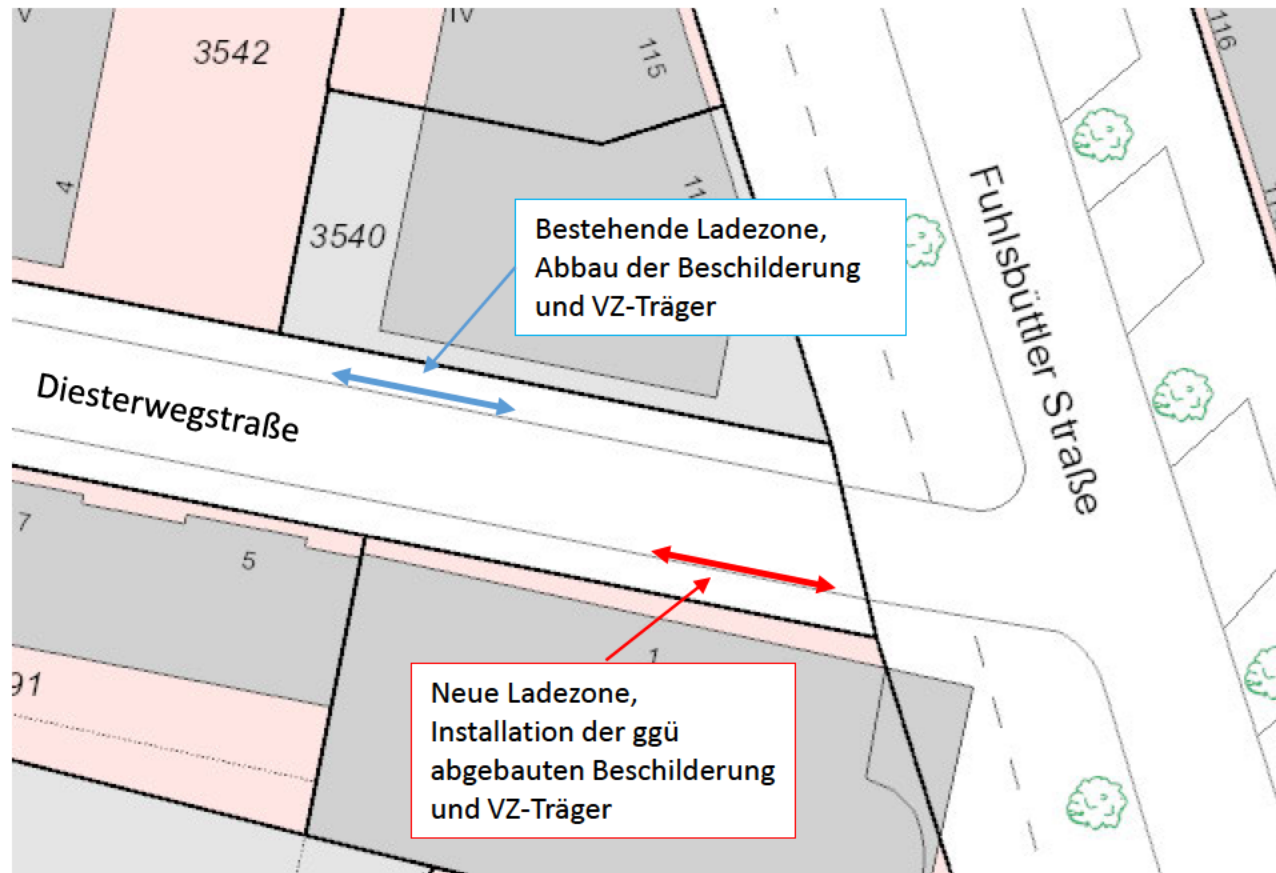 V
IV
3542
115
116
4
3540
Bestehende Ladezone,
Abbau der Beschilderung
und VZ-Träger
Fuhlsbüttler Straße
Diesterwegstraße
7
5
1
91
Neue Ladezone,
Installation der ggü
abgebauten Beschilderung
und VZ-Träger